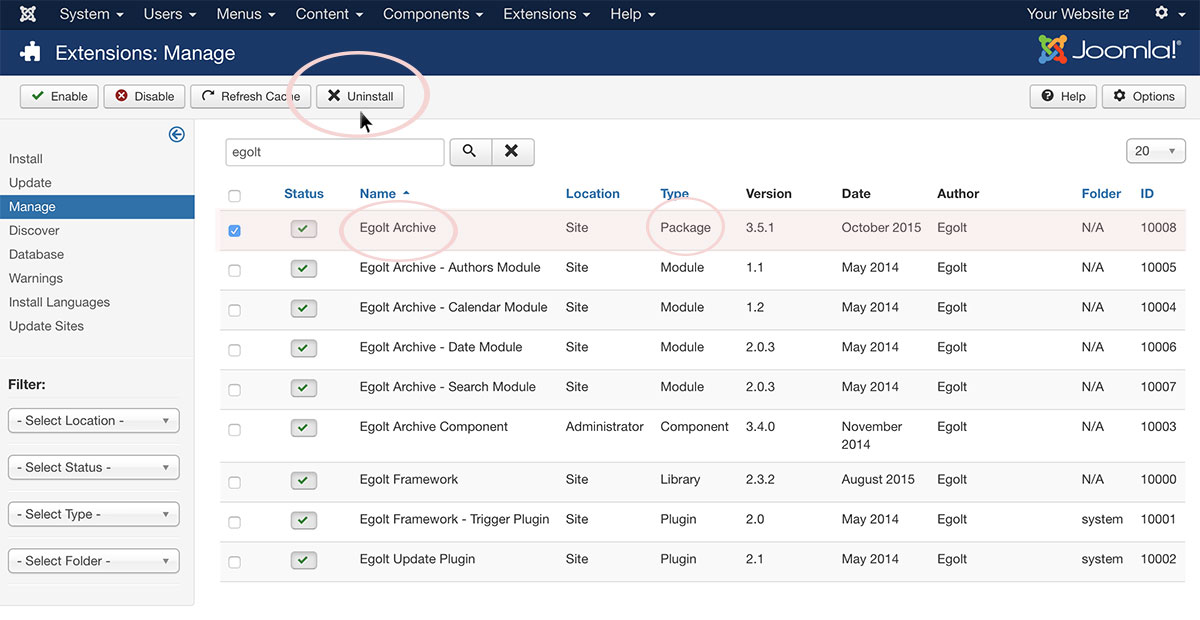 System Users Menus Content Components Extensions Help Your Website
Extensions: Manage Joomla!®
Enable Disable Refresh Cache Uninstall Help Options
egolt 20
Install
Update
Manage
Discover
Database
Warnings
Install Languages
Update Sites
Filter:
- Select Location -
- Select Status -
- Select Type -
- Select Folder -
Status Name Location Type Version Date Author Folder ID
Egolt Archive Site Package 3.5.1 October 2015 Egolt N/A 10008
Egolt Archive - Authors Module Site Module 1.1 May 2014 Egolt N/A 10005
Egolt Archive - Calendar Module Site Module 1.2 May 2014 Egolt N/A 10004
Egolt Archive - Date Module Site Module 2.0.3 May 2014 Egolt N/A 10006
Egolt Archive - Search Module Site Module 2.0.3 May 2014 Egolt N/A 10007
Egolt Archive Component Administrator Component 3.4.0 November 2014 Egolt N/A 10003
Egolt Framework Site Library 2.3.2 August 2015 Egolt N/A 10000
Egolt Framework - Trigger Plugin Site Plugin 2.0 May 2014 Egolt system 10001
Egolt Update Plugin Site Plugin 2.1 May 2014 Egolt system 10002